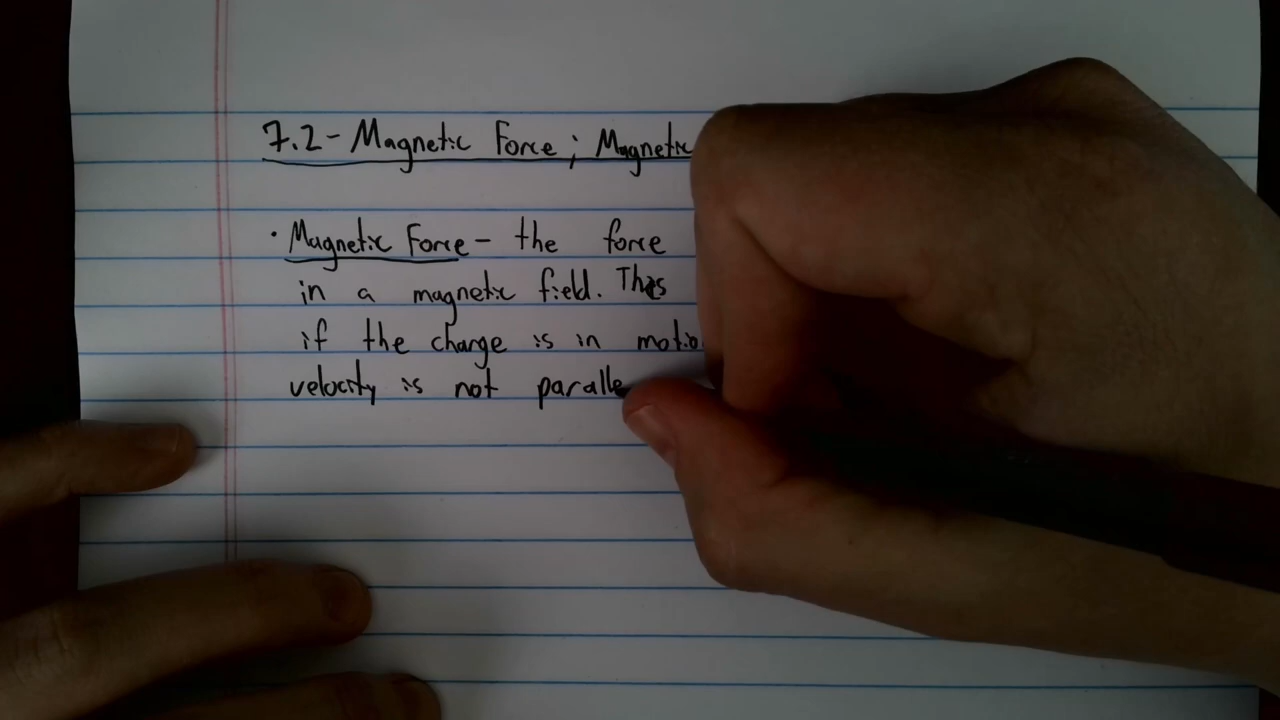 7.2- Magnetic Force; Magnetic
· Magnetic Force - the force
in a magnetic field. This
if the charge is in motio
velocity is not paralle